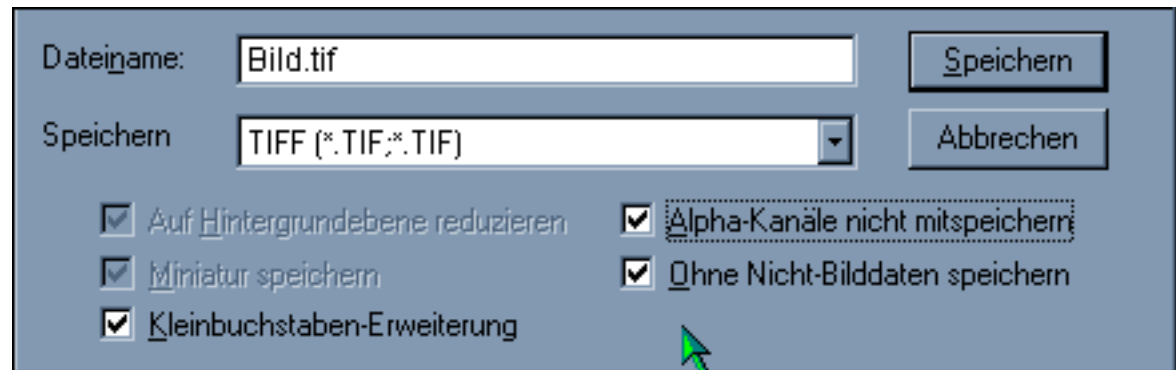 Dateiname: Bild.tif Speichern
Speichern TIFF (*.TIF;*.TIF) Abbrechen
Auf Hintergrundebene reduzieren Alpha-Kanäle nicht mitspeichern
Miniatur speichern Ohne Nicht-Bilddaten speichern
Kleinbuchstaben-Erweiterung